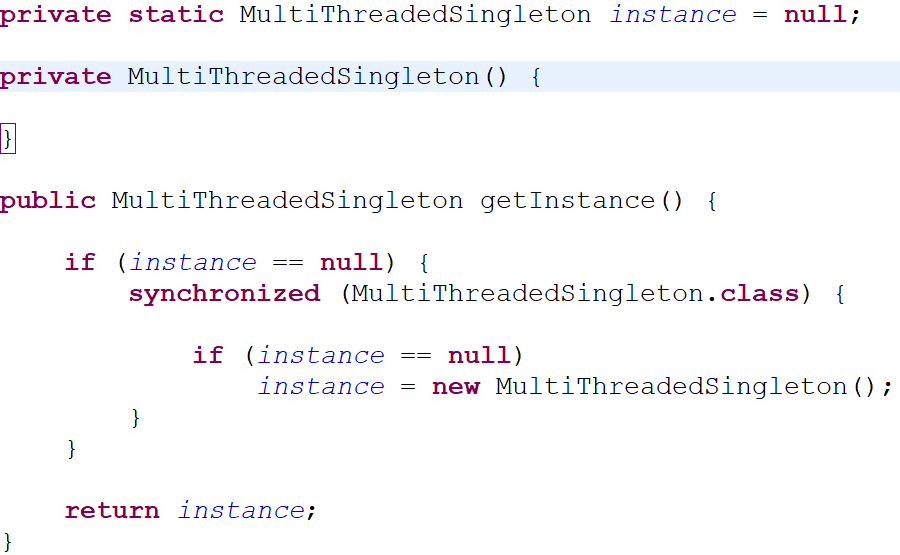 private static MultiThreadedSingleton instance = null;
private MultiThreadedSingleton() {
}
public MultiThreadedSingleton getInstance() {
if (instance == null) {
synchronized (MultiThreadedSingleton.class) {
if (instance == null)
instance = new MultiThreadedSingleton();
}
}
return instance;
}